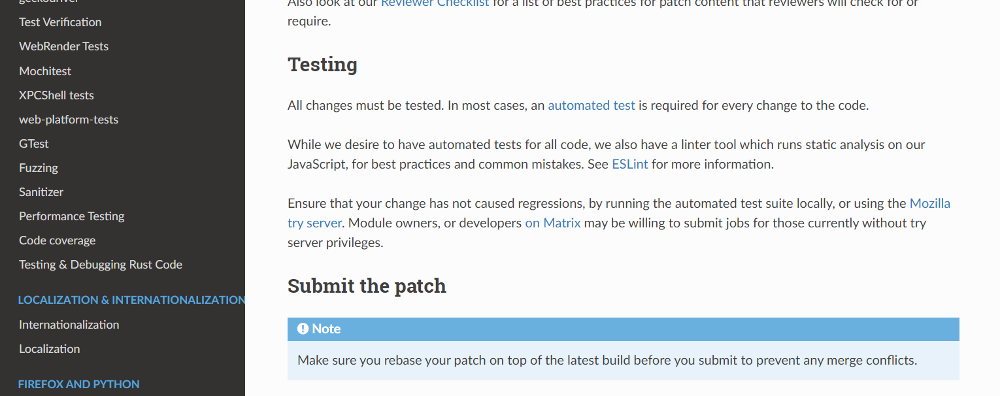 geckodriver
Test Verification
WebRender Tests
Mochitest
XPCShell tests
web-platform-tests
GTest
Fuzzing
Sanitizer
Performance Testing
Code coverage
Testing & Debugging Rust Code
LOCALIZATION & INTERNATIONALIZATION
Internationalization
Localization
FIREFOX AND PYTHON
Also look at our Reviewer Checklist for a list of best practices for patch content that reviewers will check for or
require.
Testing
All changes must be tested. In most cases, an automated test is required for every change to the code.
While we desire to have automated tests for all code, we also have a linter tool which runs static analysis on our
JavaScript, for best practices and common mistakes. See ESLint for more information.
Ensure that your change has not caused regressions, by running the automated test suite locally, or using the Mozilla
try server. Module owners, or developers on Matrix may be willing to submit jobs for those currently without try
server privileges.
Submit the patch
Note
Make sure you rebase your patch on top of the latest build before you submit to prevent any merge conflicts.